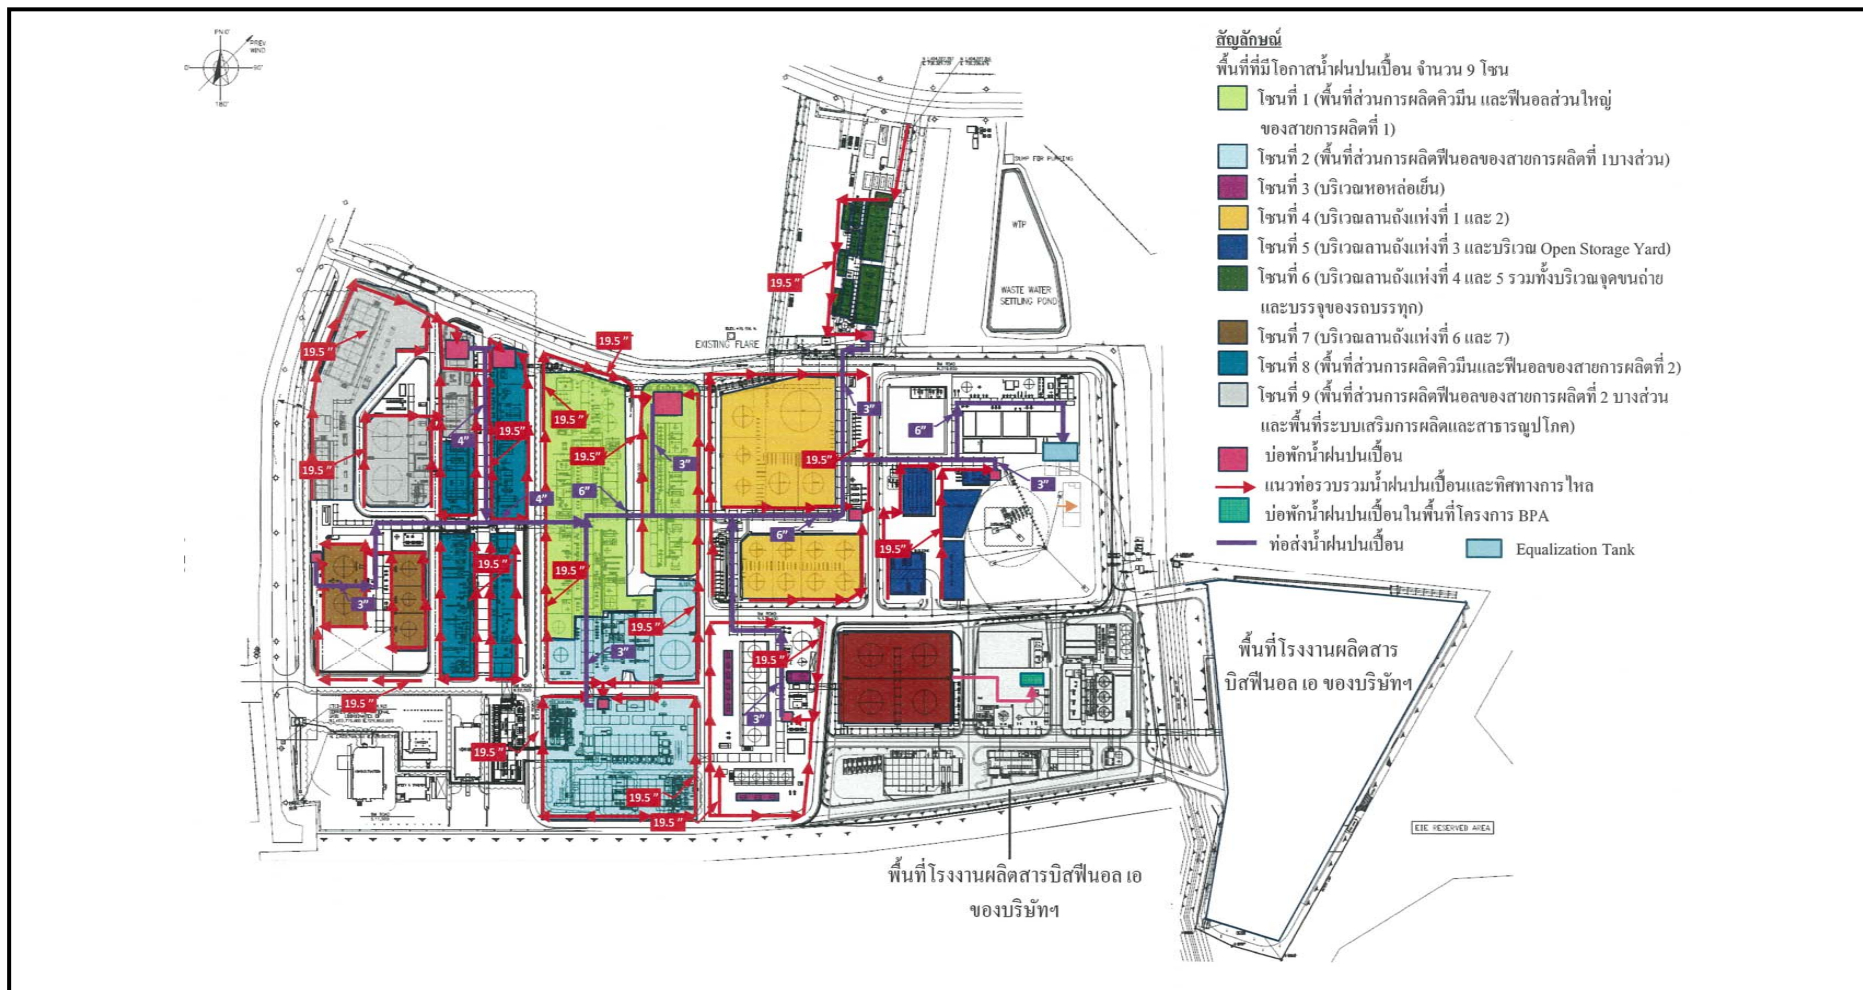 สัญลักษณ์
พื้นที่ที่มีโอกาสน้ำฝนปนเปื้อน จำนวน 9 โซน
โซนที่ 1 (พื้นที่ส่วนการผลิตคิวมีน และฟีนอลส่วนใหญ่
ของสายการผลิตที่ 1)
โซนที่ 2 (พื้นที่ส่วนการผลิตฟีนอลของสายการผลิตที่ 1บางส่วน)
โซนที่ 3 (บริเวณหอหล่อเย็น)
โซนที่ 4 (บริเวณลานถังแห่งที่ 1 และ 2)
โซนที่ 5 (บริเวณลานถังแห่งที่ 3 และบริเวณ Open Storage Yard)
โซนที่ 6 (บริเวณลานถังแห่งที่ 4 และ 5 รวมทั้งบริเวณจุดขนถ่าย
และบรรจุของรถบรรทุก)
โซนที่ 7 (บริเวณลานถังแห่งที่ 6 และ 7)
โซนที่ 8 (พื้นที่ส่วนการผลิตคิวมีนและฟีนอลของสายการผลิตที่ 2)
โซนที่ 9 (พื้นที่ส่วนการผลิตฟีนอลของสายการผลิตที่ 2 บางส่วน
และพื้นที่ระบบเสริมการผลิตและสาธารณูปโภค)
บ่อพักน้ำฝนปนเปื้อน
แนวท่อรวบรวมน้ำฝนปนเปื้อนและทิศทางการไหล
บ่อพักน้ำฝนปนเปื้อนในพื้นที่โครงการ BPA
ท่อส่งน้ำฝนปนเปื้อน
Equalization Tank
PREV
WIND
90°
180°
DUMP FOR PURGING
WTP
WASTE WATER
SETTLING POND
EXISTING FLARE
19.5 "
19.5 "
19.5 "
19.5 "
19.5"
19.5"
19.5"
19.5"
19.5"
19.5"
19.5"
19.5"
19.5"
19.5"
19.5 "
19.5"
19.5"
19.5"
4"
4"
3"
3"
6"
6"
6"
3"
3"
3"
3"
3"
พื้นที่โรงงานผลิตสาร
บิสฟีนอล เอ ของบริษัทฯ
EIE RESERVED AREA
พื้นที่โรงงานผลิตสารบิสฟีนอล เอ
ของบริษัทฯ